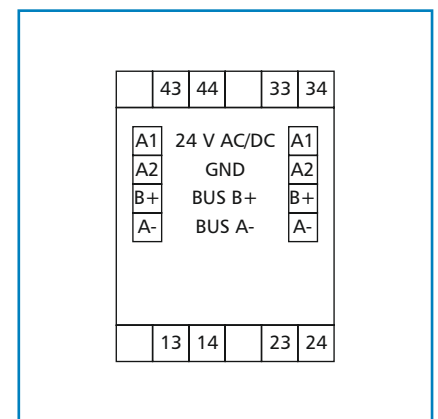 43 44 33 34
A1 24 V AC/DC A1
A2 GND A2
B+ BUS B+ B+
A- BUS A- A-
13 14 23 24